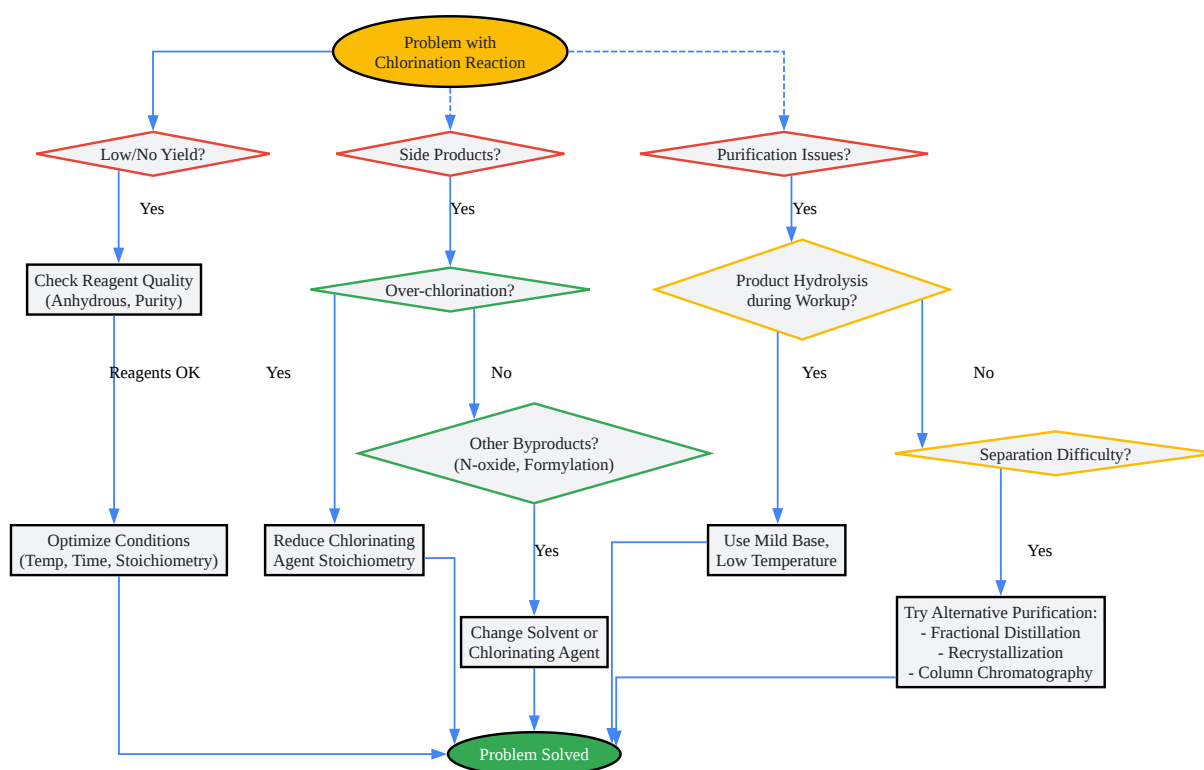 Problem with
Chlorination Reaction
Low/No Yield?
Side Products?
Purification Issues?
Yes
Yes
Yes
Check Reagent Quality
(Anhydrous, Purity)
Over-chlorination?
Product Hydrolysis
during Workup?
Reagents OK
Yes
No
Yes
No
Other Byproducts?
(N-oxide, Formylation)
Separation Difficulty?
Optimize Conditions
(Temp, Time, Stoichiometry)
Reduce Chlorinating
Agent Stoichiometry
Yes
Use Mild Base,
Low Temperature
Yes
Change Solvent or
Chlorinating Agent
Try Alternative Purification:
- Fractional Distillation
- Recrystallization
- Column Chromatography
Problem Solved